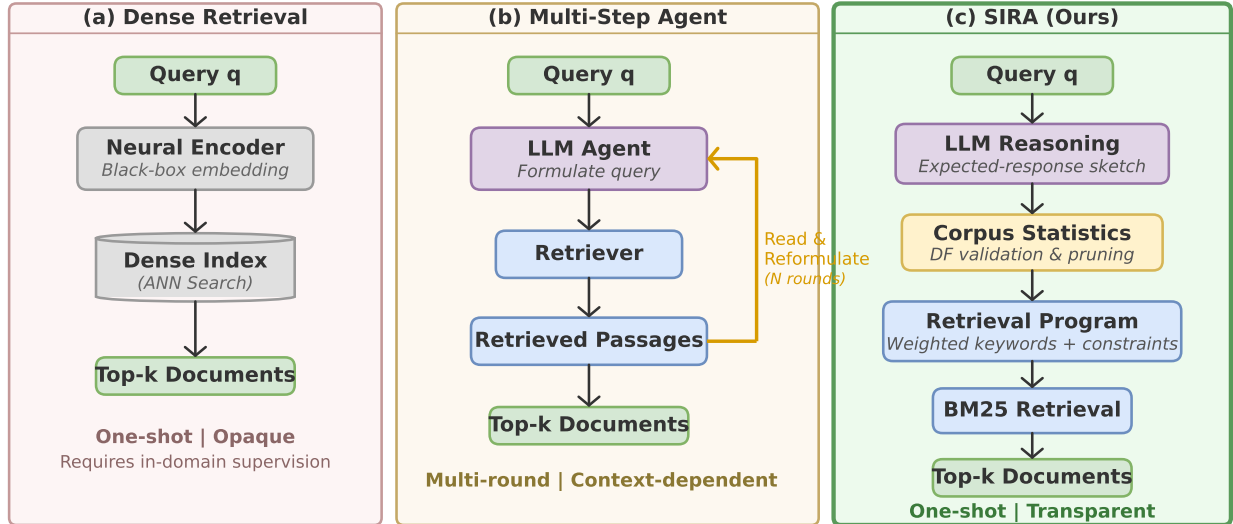 (a) Dense Retrieval
Query q
Neural Encoder
Black-box embedding
Dense Index
(ANN Search)
Top-k Documents
One-shot | Opaque
Requires in-domain supervision
(b) Multi-Step Agent
Query q
LLM Agent
Formulate query
Retriever
Read &
Reformulate
(N rounds)
Retrieved Passages
Top-k Documents
Multi-round | Context-dependent
(c) SIRA (Ours)
Query q
LLM Reasoning
Expected-response sketch
Corpus Statistics
DF validation & pruning
Retrieval Program
Weighted keywords + constraints
BM25 Retrieval
Top-k Documents
One-shot | Transparent